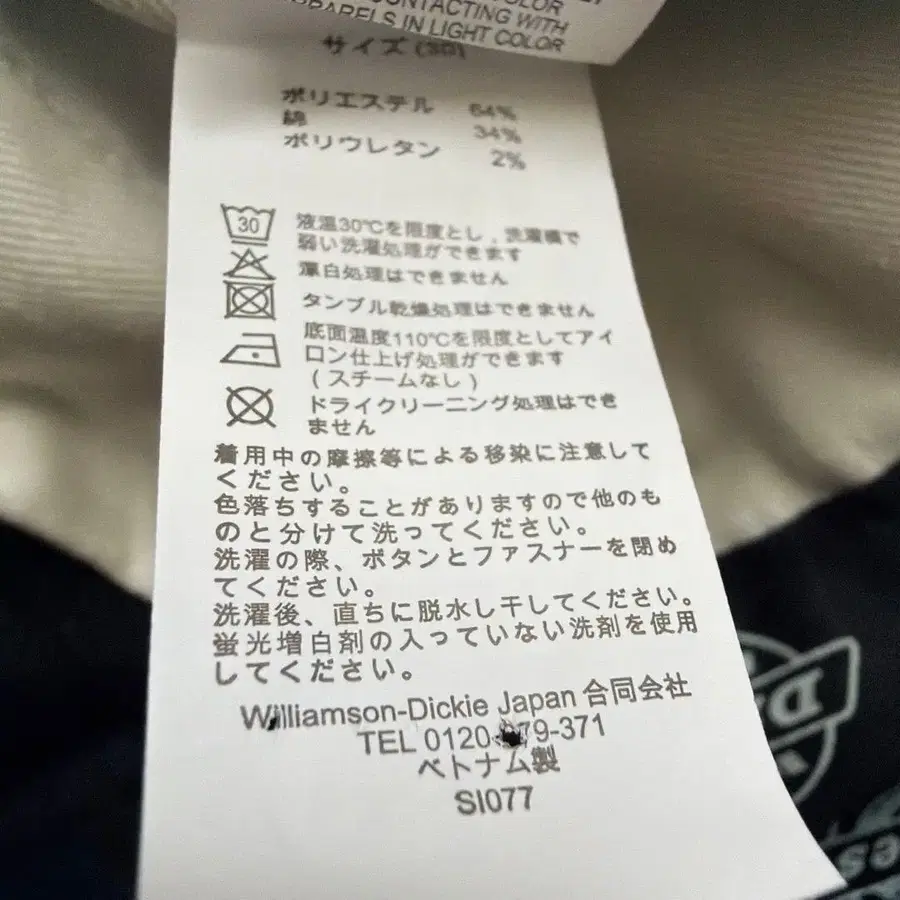 COLOR
CONTACTING WITH
APPARELS IN LIGHT COLOR
サイズ (30)
ポリエステル 64%
綿 34%
ポリウレタン 2%
30
液温30℃を限度とし,洗濯機で
弱い洗濯処理ができます
漂白処理はできません
タンブル乾燥処理はできません
底面温度110℃を限度としてアイ
ロン仕上げ処理ができます
(スチームなし)
ドライクリーニング処理はでき
ません
着用中の摩擦等による移染に注意して
ください。
色落ちすることがありますので他のも
のと分けて洗ってください。
洗濯の際、ボタンとファスナーを閉め
てください。
洗濯後、直ちに脱水し干してください。
蛍光増白剤の入っていない洗剤を使用
してください。
Williamson-Dickie Japan 合同会社
TEL 0120- 79-371
ベトナム製
SI077